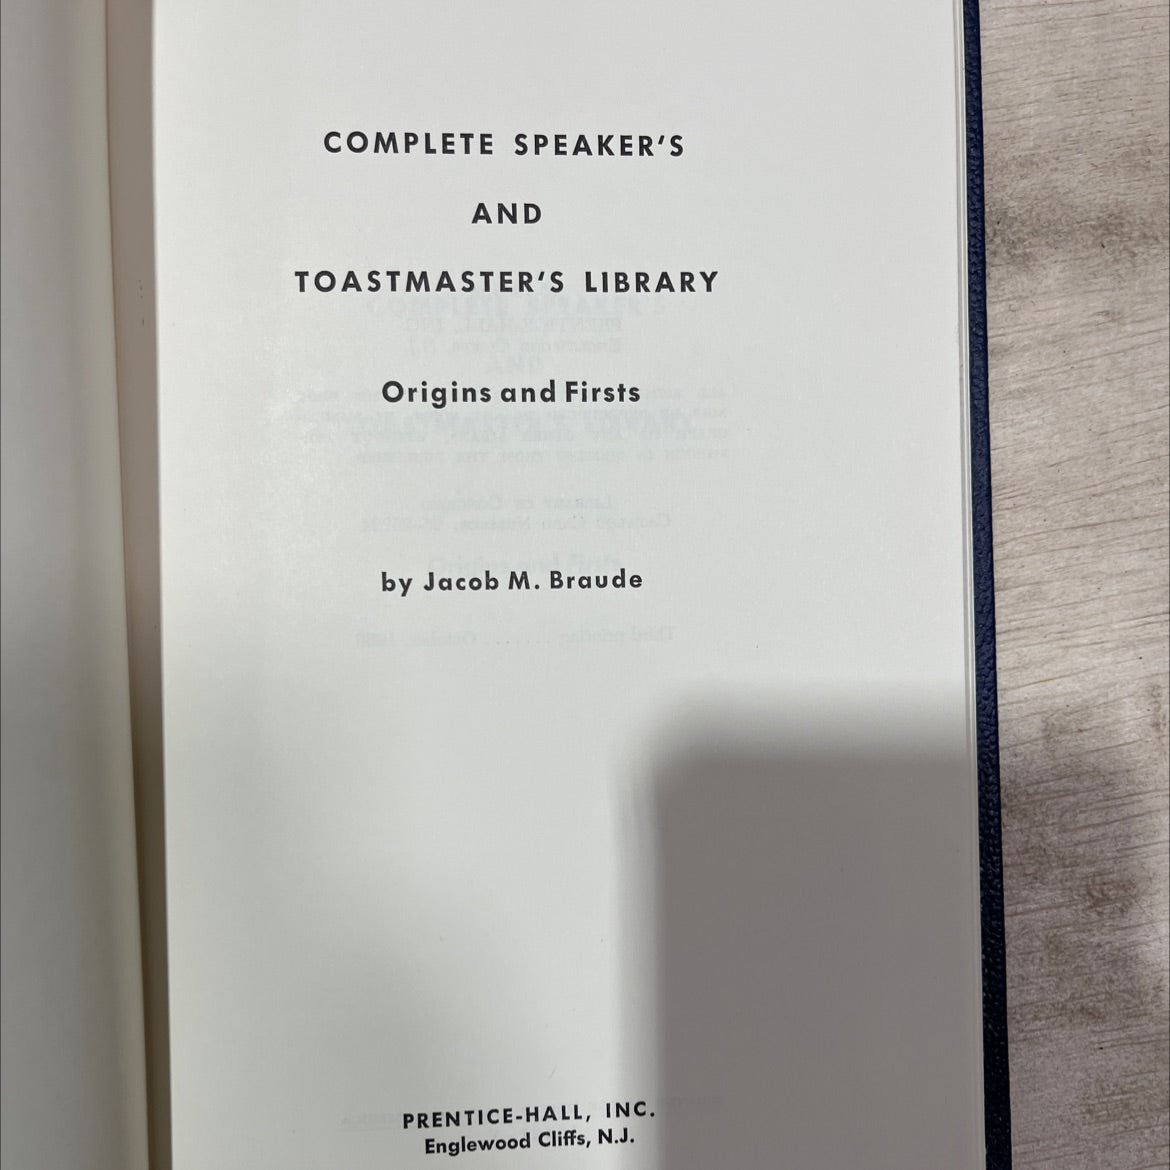 COMPLETE SPEAKER'S
AND
TOASTMASTER'S LIBRARY
Origins and Firsts
by Jacob M. Braude
PRENTICE-HALL, INC.
Englewood Cliffs, N.J.